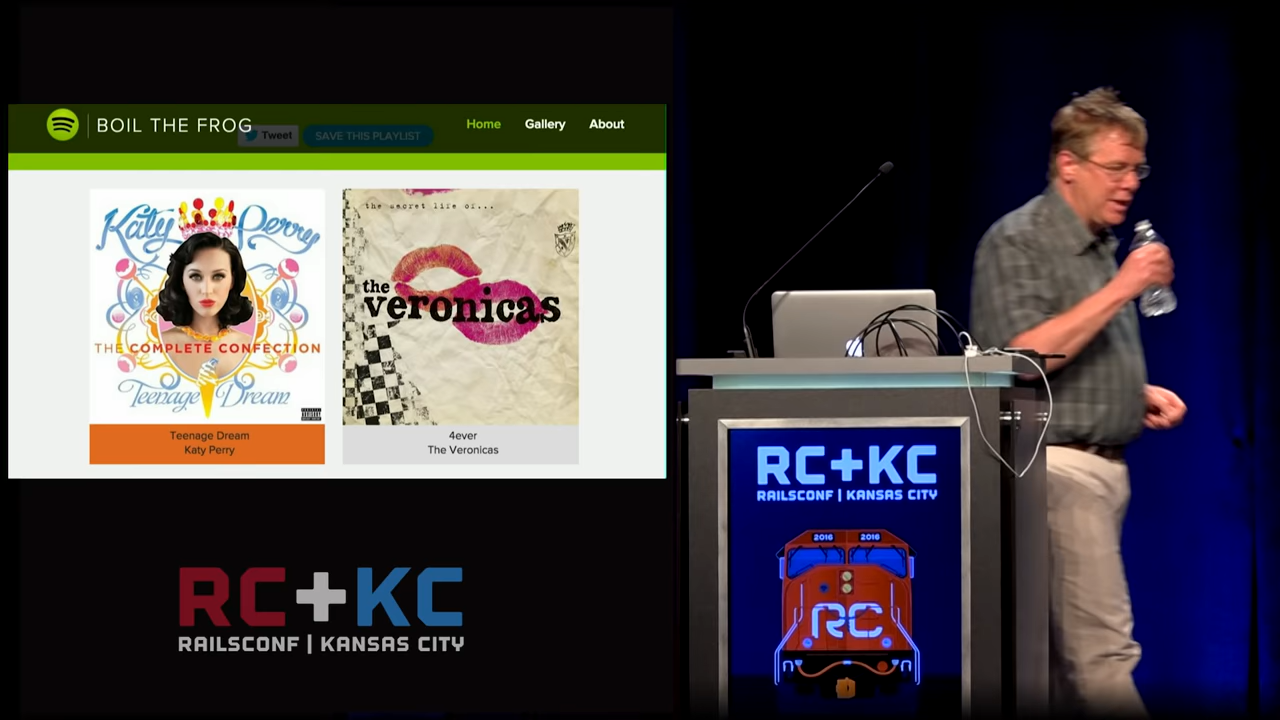 BOIL THE FROG
Tweet
SAVE THIS PLAYLIST
Home
Gallery
About
Katy Perry
THE COMPLETE CONFECTION
Teenage Dream
Teenage Dream
Katy Perry
the secret life of...
the
veronicas
4ever
The Veronicas
RC+KC
RAILSCONF | KANSAS CITY
RC+KC
RAILSCONF | KANSAS CITY
2016
2016
RC